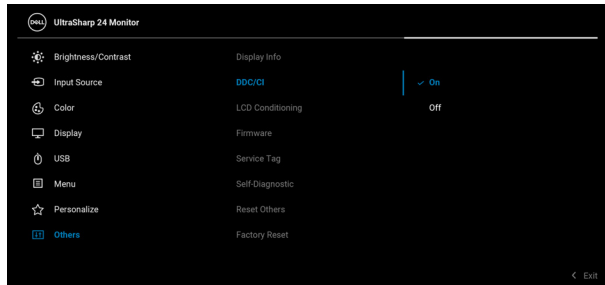 DELL UltraSharp 24 Monitor
Brightness/Contrast Display Info
Input Source DDC/CI ✓ On
Color LCD Conditioning Off
Display Firmware
USB Service Tag
Menu Self-Diagnostic
Personalize Reset Others
Others Factory Reset
< Exit